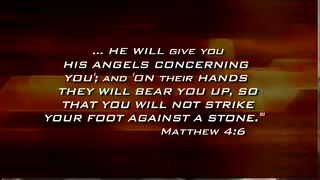 ... HE WILL GIVE YOU
HIS ANGELS CONCERNING
YOU'; AND 'ON THEIR HANDS
THEY WILL BEAR YOU UP, SO
THAT YOU WILL NOT STRIKE
YOUR FOOT AGAINST A STONE.'"
MATTHEW 4:6